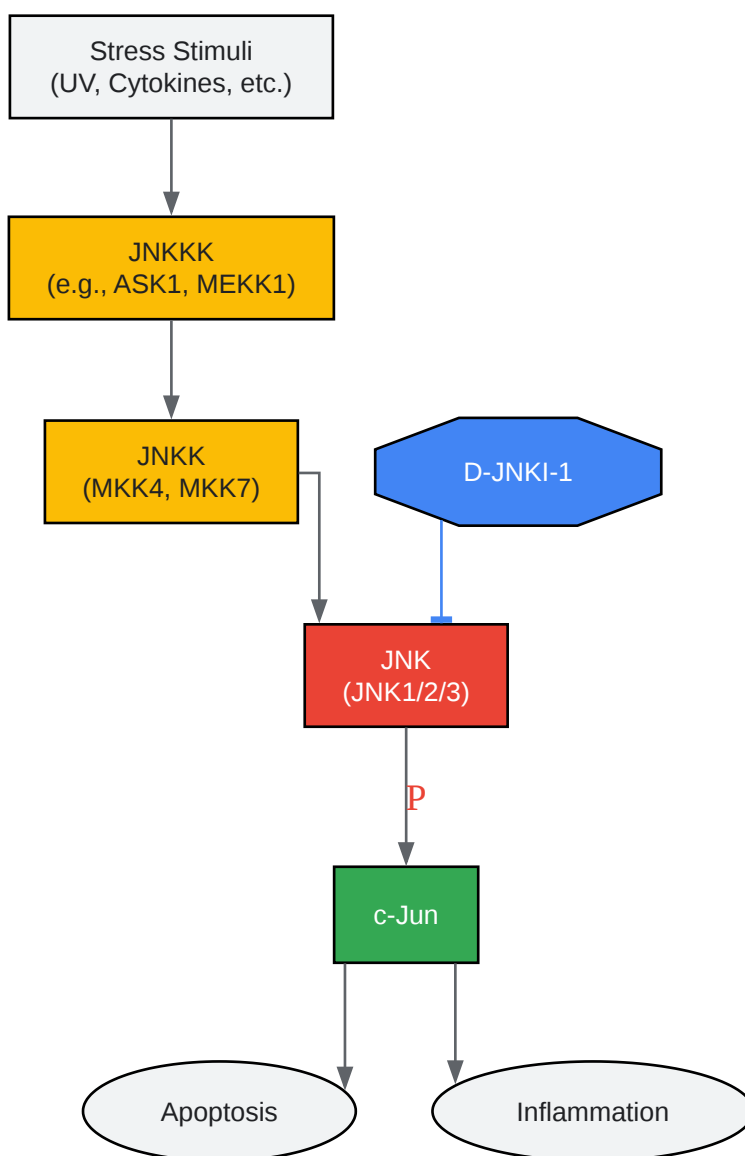 Stress Stimuli
(UV, Cytokines, etc.)
JNKKK
(e.g., ASK1, MEKK1)
JNKK
(MKK4, MKK7)
D-JNKI-1
JNK
(JNK1/2/3)
P
c-Jun
Apoptosis
Inflammation